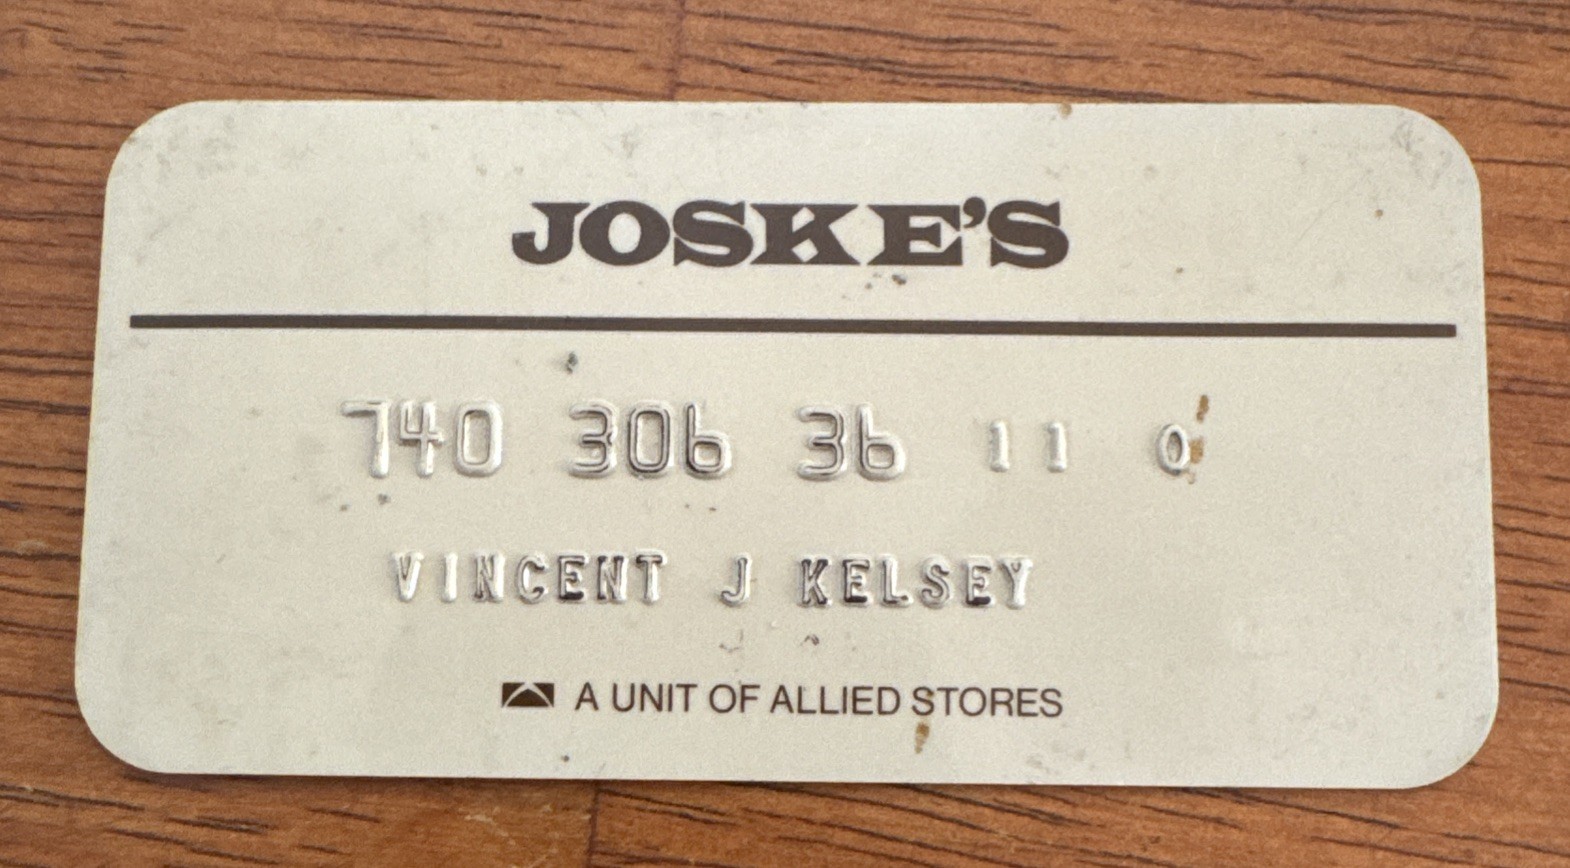 JOSKE'S
740 306 36 11 0
VINCENT J KELSEY
A UNIT OF ALLIED STORES